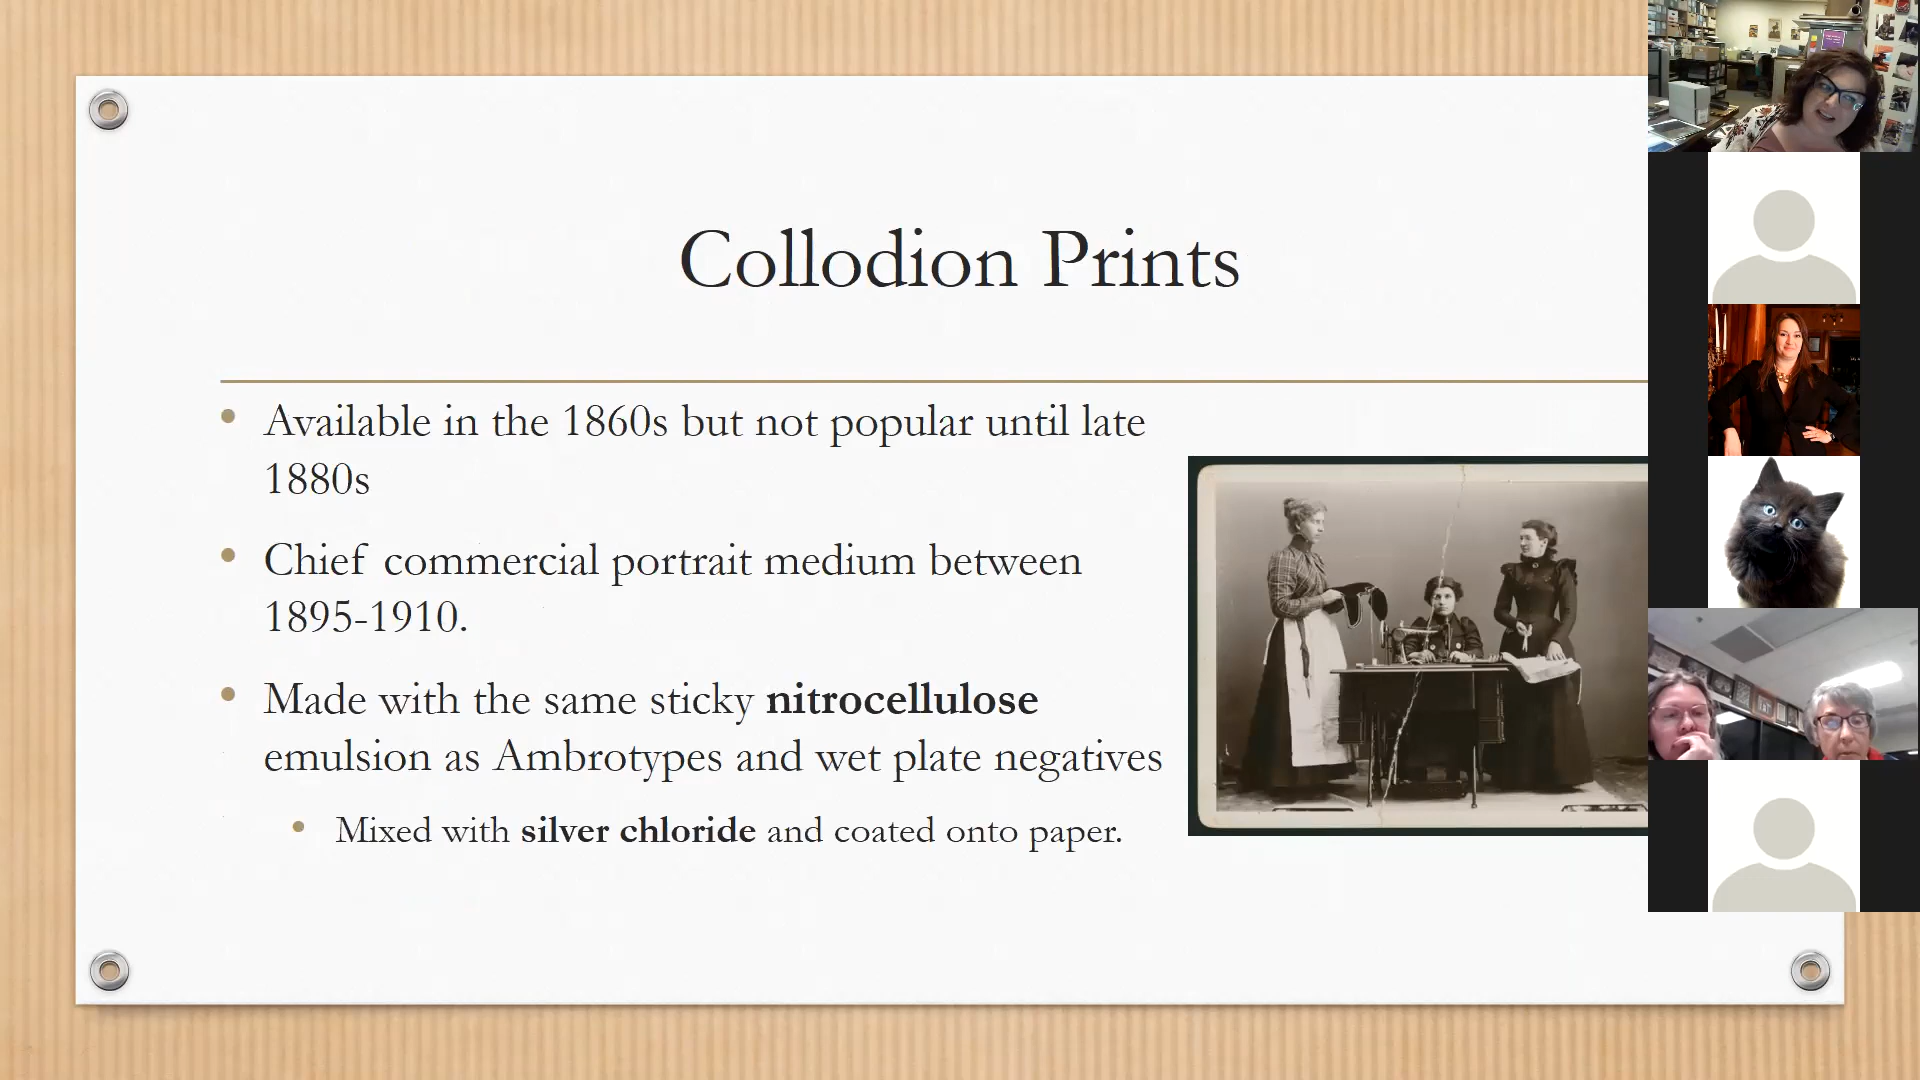 Collodion Prints
Available in the 1860s but not popular until late
1880s
Chief commercial portrait medium between
1895-1910.
Made with the same sticky nitrocellulose
emulsion as Ambrotypes and wet plate negatives
Mixed with silver chloride and coated onto paper.